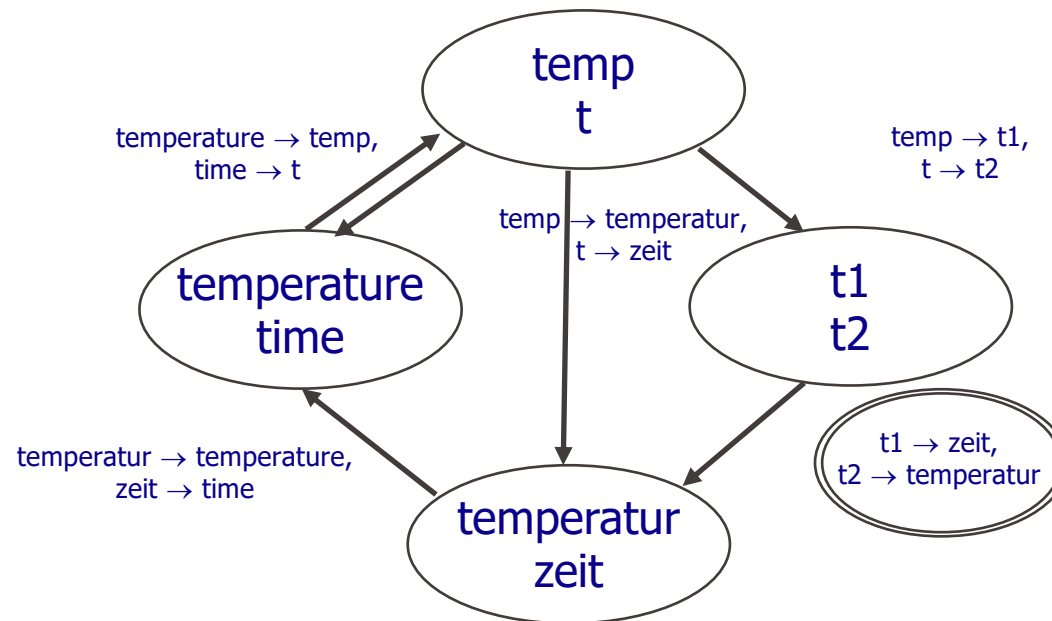 temp
t
temperature → temp,
time → t
temp → t1,
t → t2
temp → temperatur,
t → zeit
temperature
time
t1
t2
t1 → zeit,
t2 → temperatur
temperatur → temperature,
zeit → time
temperatur
zeit